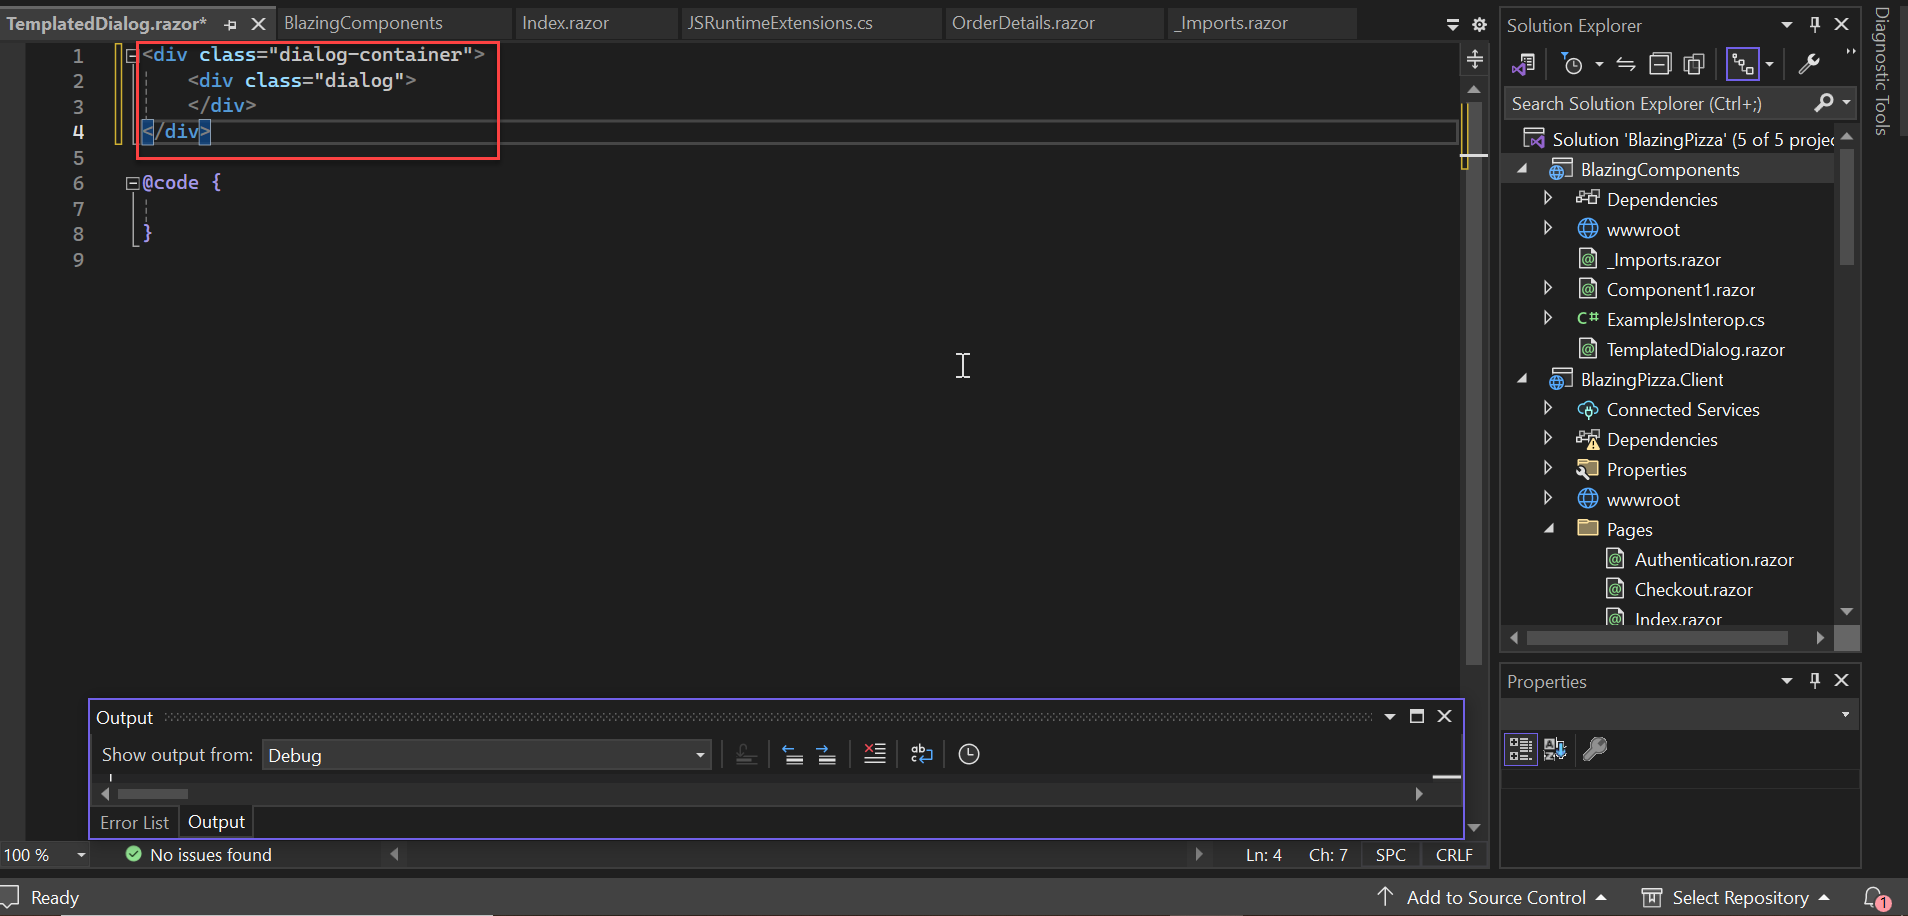 TemplatedDialog.razor*
BlazingComponents
Index.razor
JSRuntimeExtensions.cs
OrderDetails.razor
_Imports.razor
1 <div class="dialog-container">
2 <div class="dialog">
3 </div>
4 </div>
5
6 @code {
7
8 }
9
Output
Show output from: Debug
Error List Output
100 % No issues found Ln: 4 Ch: 7 SPC CRLF
Solution Explorer
Search Solution Explorer (Ctrl+;)
Solution 'BlazingPizza' (5 of 5 projec
BlazingComponents
Dependencies
wwwroot
_Imports.razor
Component1.razor
C# ExampleJsInterop.cs
TemplatedDialog.razor
BlazingPizza.Client
Connected Services
Dependencies
Properties
wwwroot
Pages
Authentication.razor
Checkout.razor
Index.razor
Properties
Diagnostic Tools
Ready Add to Source Control Select Repository 1